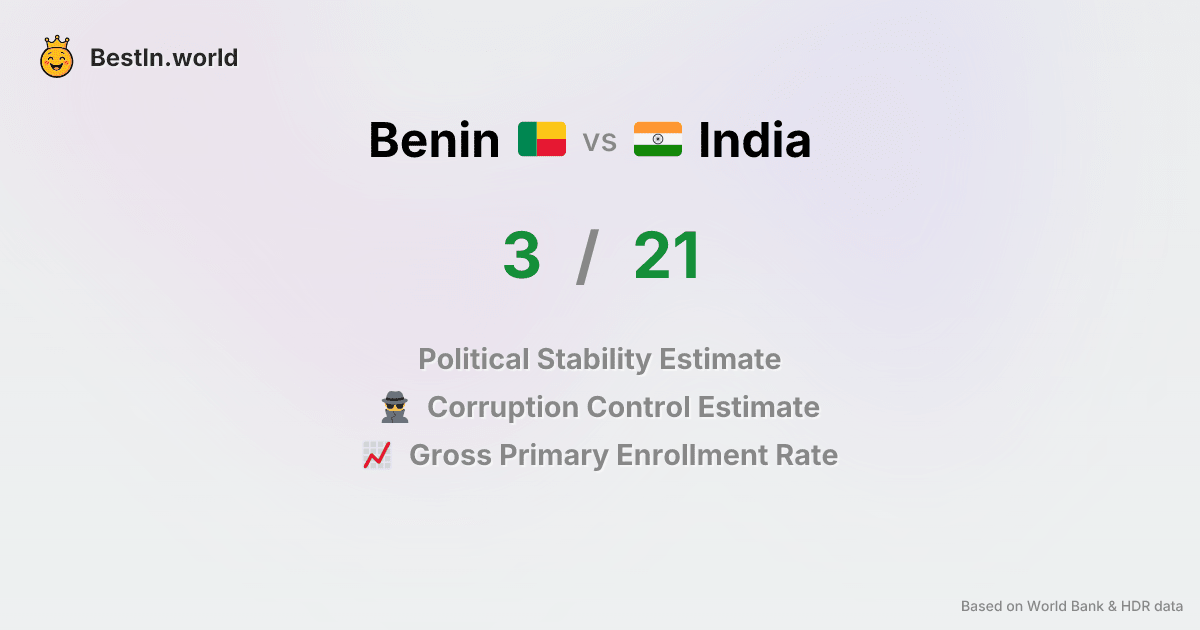 BestIn.world
Benin vs India
3 / 21
Political Stability Estimate
Corruption Control Estimate
Gross Primary Enrollment Rate
Based on World Bank & HDR data